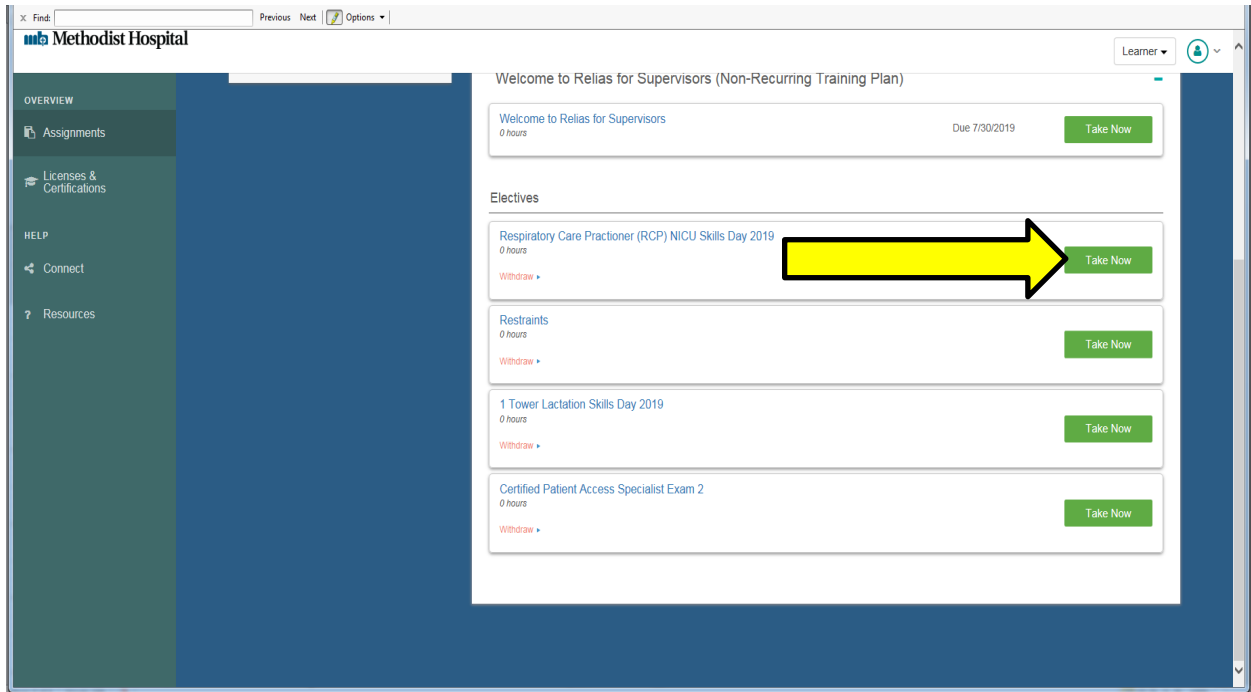 x Find: Previous Next Options
Methodist Hospital
Learner
OVERVIEW
Assignments
Licenses &
Certifications
HELP
Connect
? Resources
Welcome to Relias for Supervisors (Non-Recurring Training Plan)
Welcome to Relias for Supervisors
0 hours
Due 7/30/2019
Take Now
Electives
Respiratory Care Practioner (RCP) NICU Skills Day 2019
0 hours
Withdraw
Take Now
Restraints
0 hours
Withdraw
Take Now
1 Tower Lactation Skills Day 2019
0 hours
Withdraw
Take Now
Certified Patient Access Specialist Exam 2
0 hours
Withdraw
Take Now